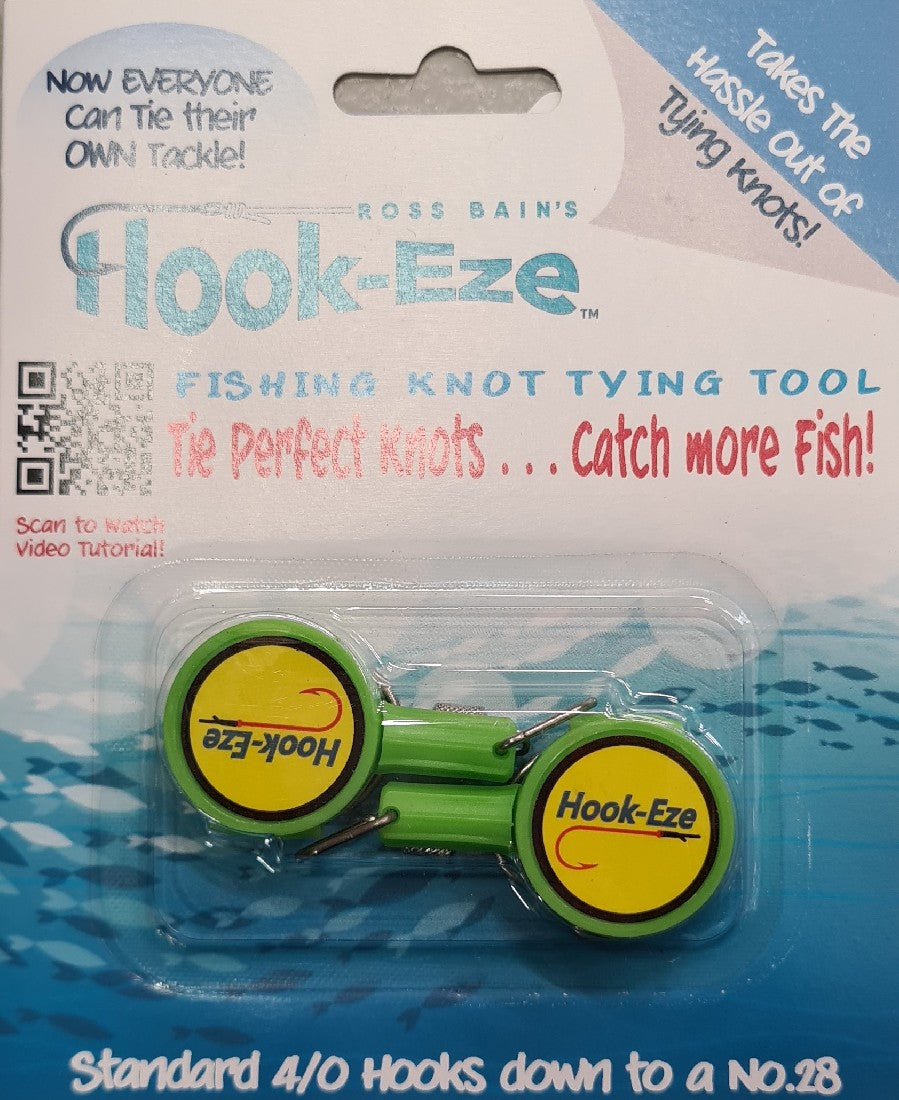 NOW EVERYONE
Can Tie their
OWN Tackle!
Takes The
Hassle out of
Tying Knots!
ROSS BAIN'S
Hook-Eze™
FISHING KNOT TYING TOOL
Tie Perfect Knots . . . Catch more Fish!
Scan to Watch
Video Tutorial!
Hook-Eze
Hook-Eze
Standard 4/0 Hooks down to a No.28